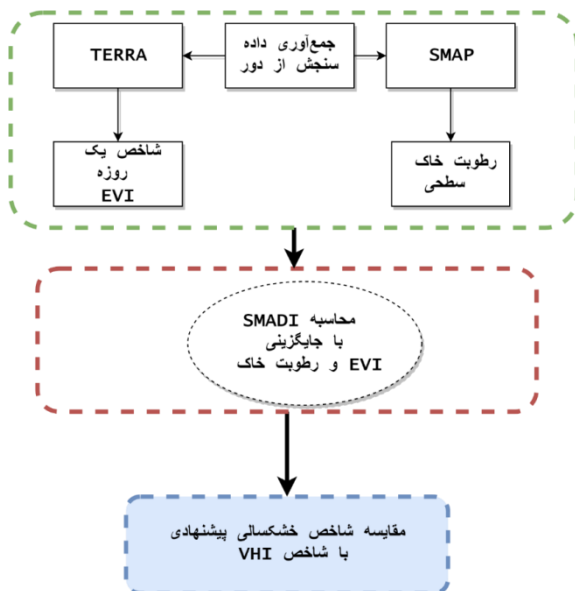 جمع‌آوری داده
سنجش از دور
SMAP
TERRA
رطوبت خاک
سطحی
شاخص یک
روزه
EVI
محاسبه SMADI
با جایگزینی
EVI و رطوبت خاک
مقایسه شاخص خشکسالی پیشنهادی
با شاخص VHI